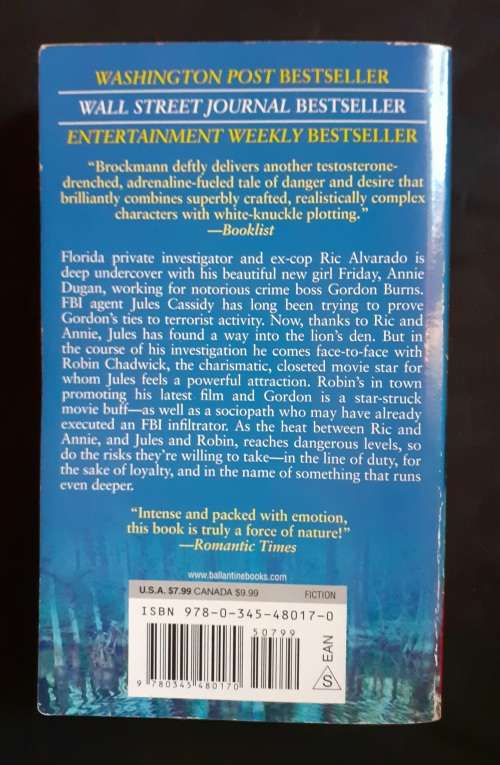 WASHINGTON POST BESTSELLER
WALL STREET JOURNAL BESTSELLER
ENTERTAINMENT WEEKLY BESTSELLER
“Brockmann deftly delivers another testosterone-
drenched, adrenaline-fueled tale of danger and desire that
brilliantly combines superbly crafted, realistically complex
characters with white-knuckle plotting.”
—Booklist
Florida private investigator and ex-cop Ric Alvarado is
deep undercover with his beautiful new girl Friday, Annie
Dugan, working for notorious crime boss Gordon Burns.
FBI agent Jules Cassidy has long been trying to prove
Gordon’s ties to terrorist activity. Now, thanks to Ric and
Annie, Jules has found a way into the lion’s den. But in
the course of his investigation he comes face-to-face with
Robin Chadwick, the charismatic, closeted movie star for
whom Jules feels a powerful attraction. Robin’s in town
promoting his latest film and Gordon is a star-struck
movie buff—as well as a sociopath who may have already
executed an FBI infiltrator. As the heat between Ric and
Annie, and Jules and Robin, reaches dangerous levels, so
do the risks they’re willing to take—in the line of duty, for
the sake of loyalty, and in the name of something that runs
even deeper.
“Intense and packed with emotion,
this book is truly a force of nature!”
—Romantic Times
www.ballantinebooks.com
U.S.A. $7.99 CANADA $9.99 FICTION
ISBN 978-0-345-48017-0
50799
9 780345 480170
S EAN